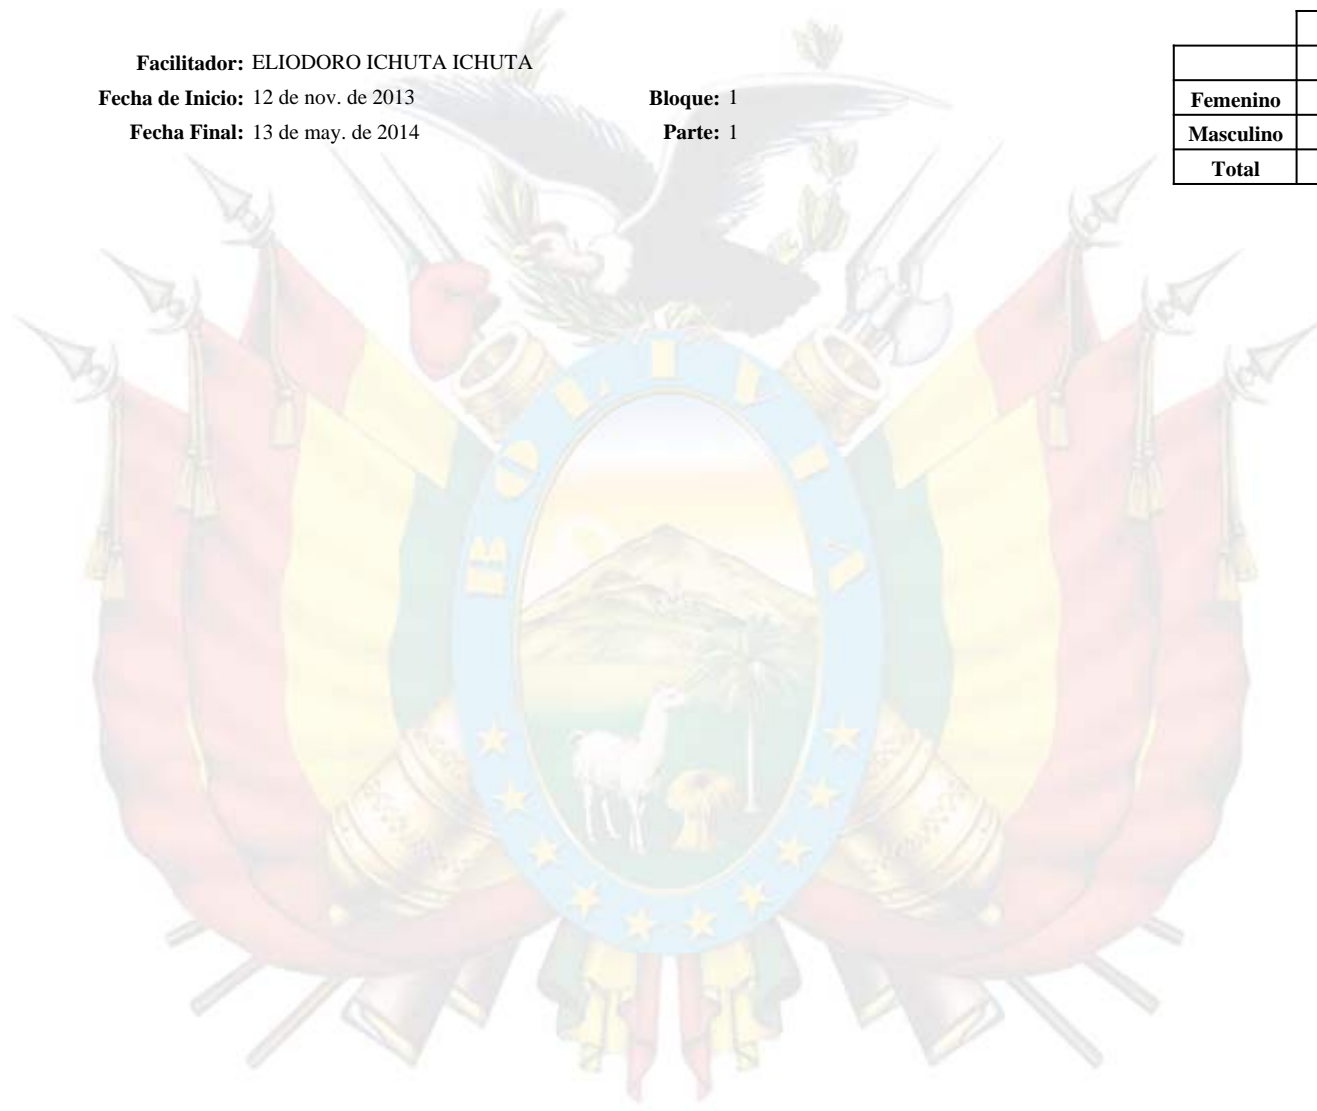 Facilitador: ELIODORO ICHUTA ICHUTA
Fecha de Inicio: 12 de nov. de 2013
Bloque: 1
Fecha Final: 13 de may. de 2014
Parte: 1
Femenino
Masculino
Total
BOLIVIA